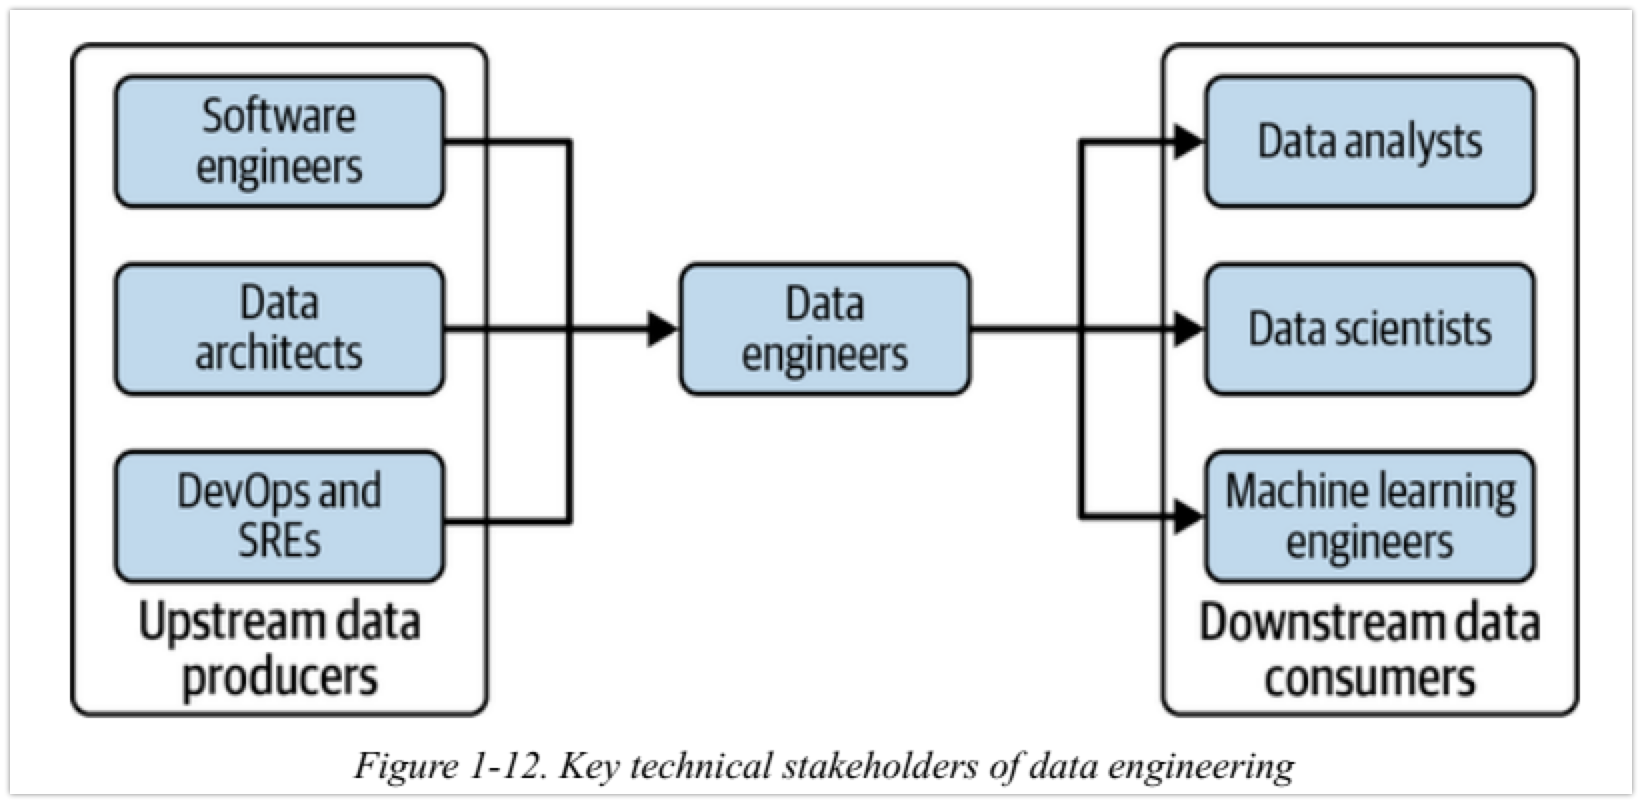 Software
engineers
Data
architects
DevOps and
SREs
Upstream data
producers
Data
engineers
Data analysts
Data scientists
Machine learning
engineers
Downstream data
consumers
Figure 1-12. Key technical stakeholders of data engineering